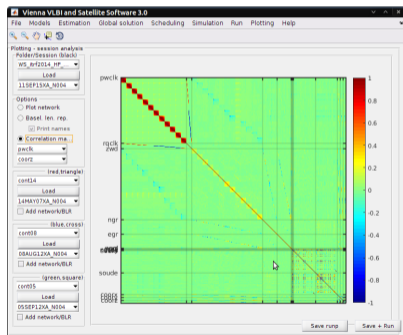 Vienna VLBI and Satellite Software 3.0
File Models Estimation Global solution Scheduling Simulation Run Plotting Help
Plotting - session analysis
Folder/Session (black)
Load
11SEP15XA_N004
Options
Plot network
Basel. len. rep.
Print names
Correlation ma...
pwclk
coorz
(red,triangle)
cont14
Load
14MAY07XA_N004
Add network/BLR
(blue,cross)
cont08
Load
08AUG12XA_N004
Add network/BLR
(green,square)
cont05
Load
05SEP12XA_N004
Add network/BLR
pwclk
rqclk
zwd
ngr
egr
soude
1
0.8
0.6
0.4
0.2
0
-0.2
-0.4
-0.6
-0.8
-1
Save runp
Save + Run